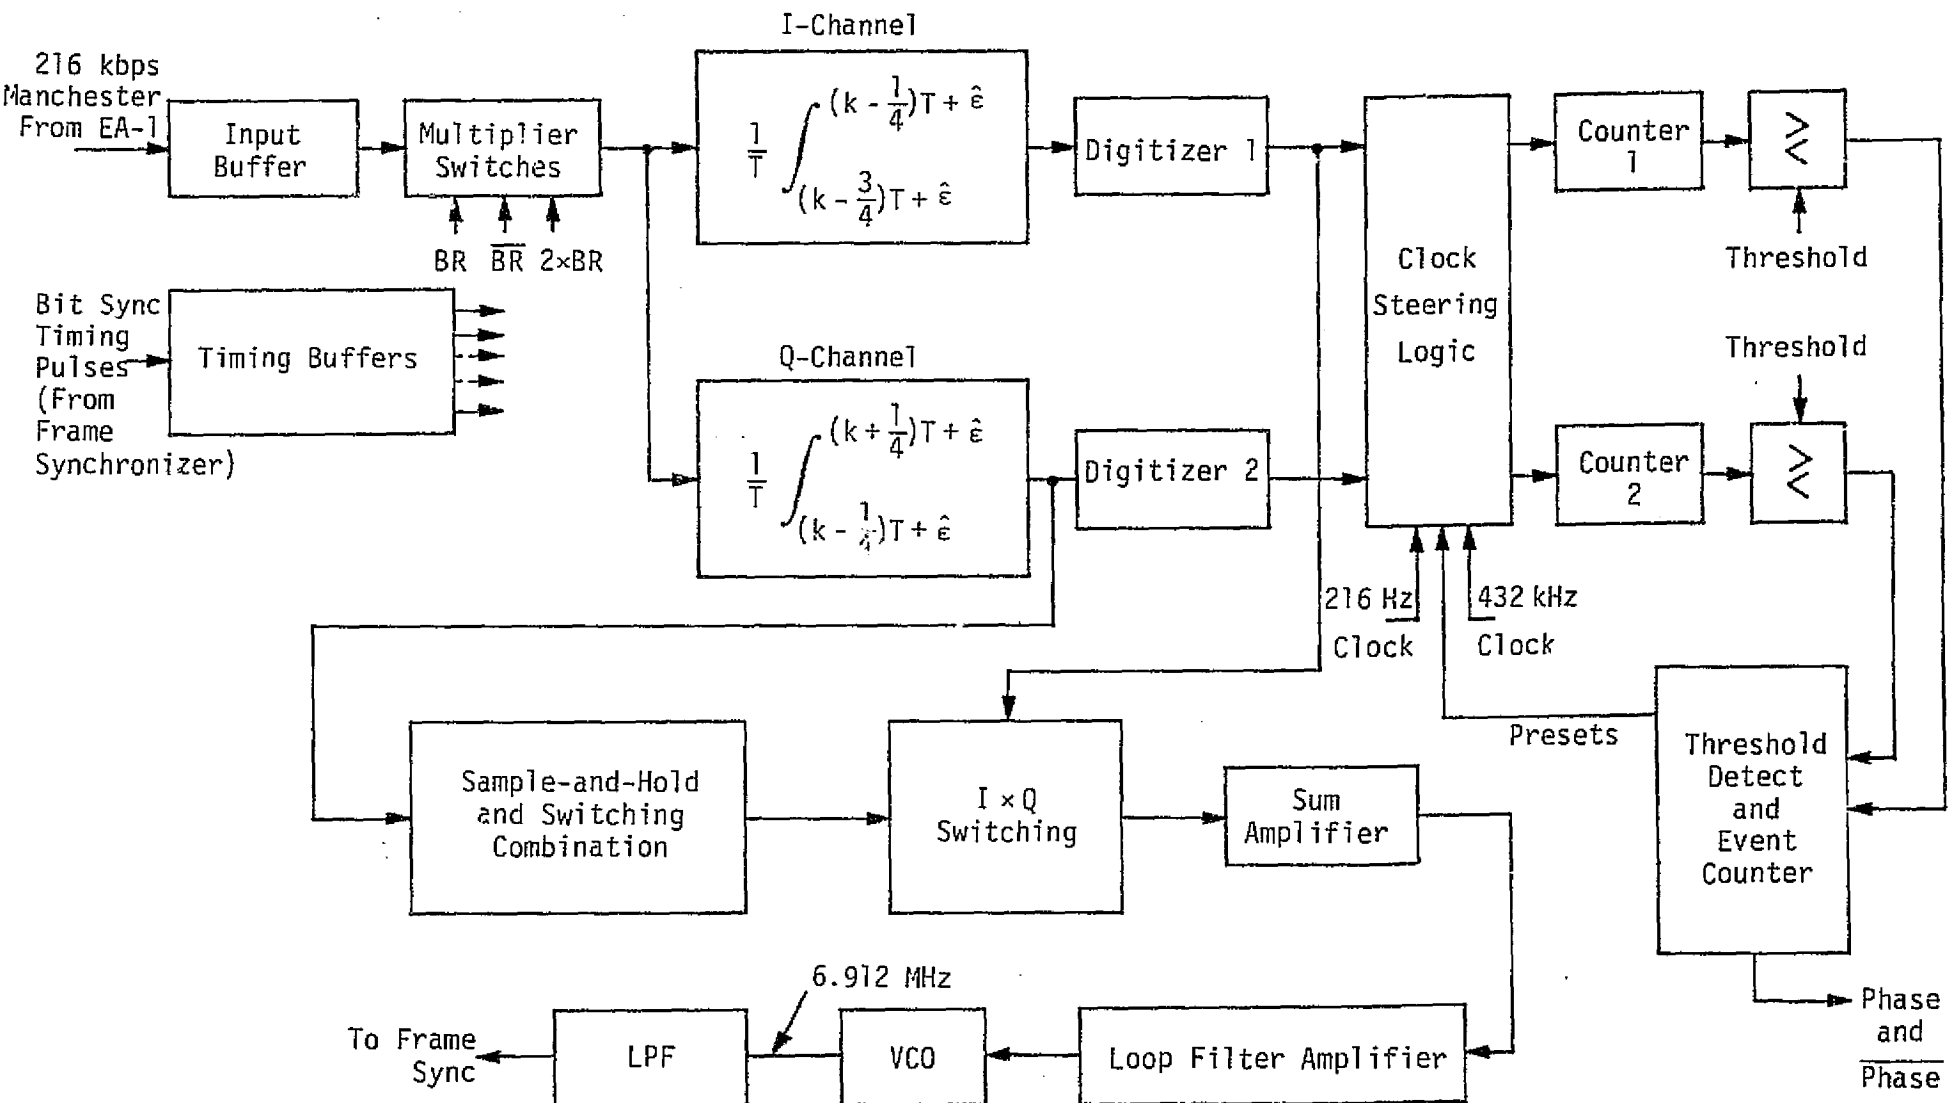 I-Channel
216 kbps
Manchester
From EA-1
Input
Buffer
Multiplier
Switches
BR
B̅R̅
2×BR
1/T ∫ (k - 1/4)T + ε̂
(k - 3/4)T + ε̂
Digitizer 1
Clock
Steering
Logic
Counter
1
>
<
Threshold
Bit Sync
Timing
Pulses
(From
Frame
Synchronizer)
Timing Buffers
Q-Channel
1/T ∫ (k + 1/4)T + ε̂
(k - 1/4)T + ε̂
Digitizer 2
Threshold
Counter
2
>
<
216 Hz
Clock
432 kHz
Clock
Presets
Threshold
Detect
and
Event
Counter
Sample-and-Hold
and Switching
Combination
I × Q
Switching
Sum
Amplifier
6.912 MHz
To Frame
Sync
LPF
VCO
Loop Filter Amplifier
Phase
and
P̅h̅a̅s̅e̅